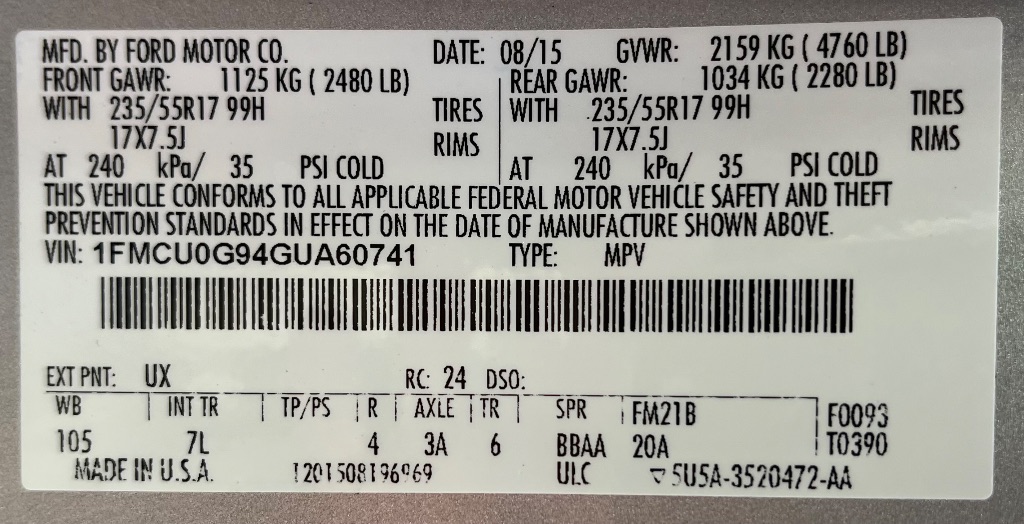 MFD. BY FORD MOTOR CO. DATE: 08/15 GVWR: 2159 KG ( 4760 LB)
FRONT GAWR: 1125 KG ( 2480 LB) REAR GAWR: 1034 KG ( 2280 LB)
WITH 235/55R17 99H TIRES WITH 235/55R17 99H TIRES
17X7.5J RIMS 17X7.5J RIMS
AT 240 kPa/ 35 PSI COLD AT 240 kPa/ 35 PSI COLD
THIS VEHICLE CONFORMS TO ALL APPLICABLE FEDERAL MOTOR VEHICLE SAFETY AND THEFT
PREVENTION STANDARDS IN EFFECT ON THE DATE OF MANUFACTURE SHOWN ABOVE.
VIN: 1FMCU0G94GUA60741 TYPE: MPV
EXT PNT: UX RC: 24 DSO:
WB INT TR TP/PS R AXLE TR SPR FM21B F0093
105 7L 4 3A 6 BBAA 20A T0390
MADE IN U.S.A. T201508196969 ULC 5U5A-3520472-AA